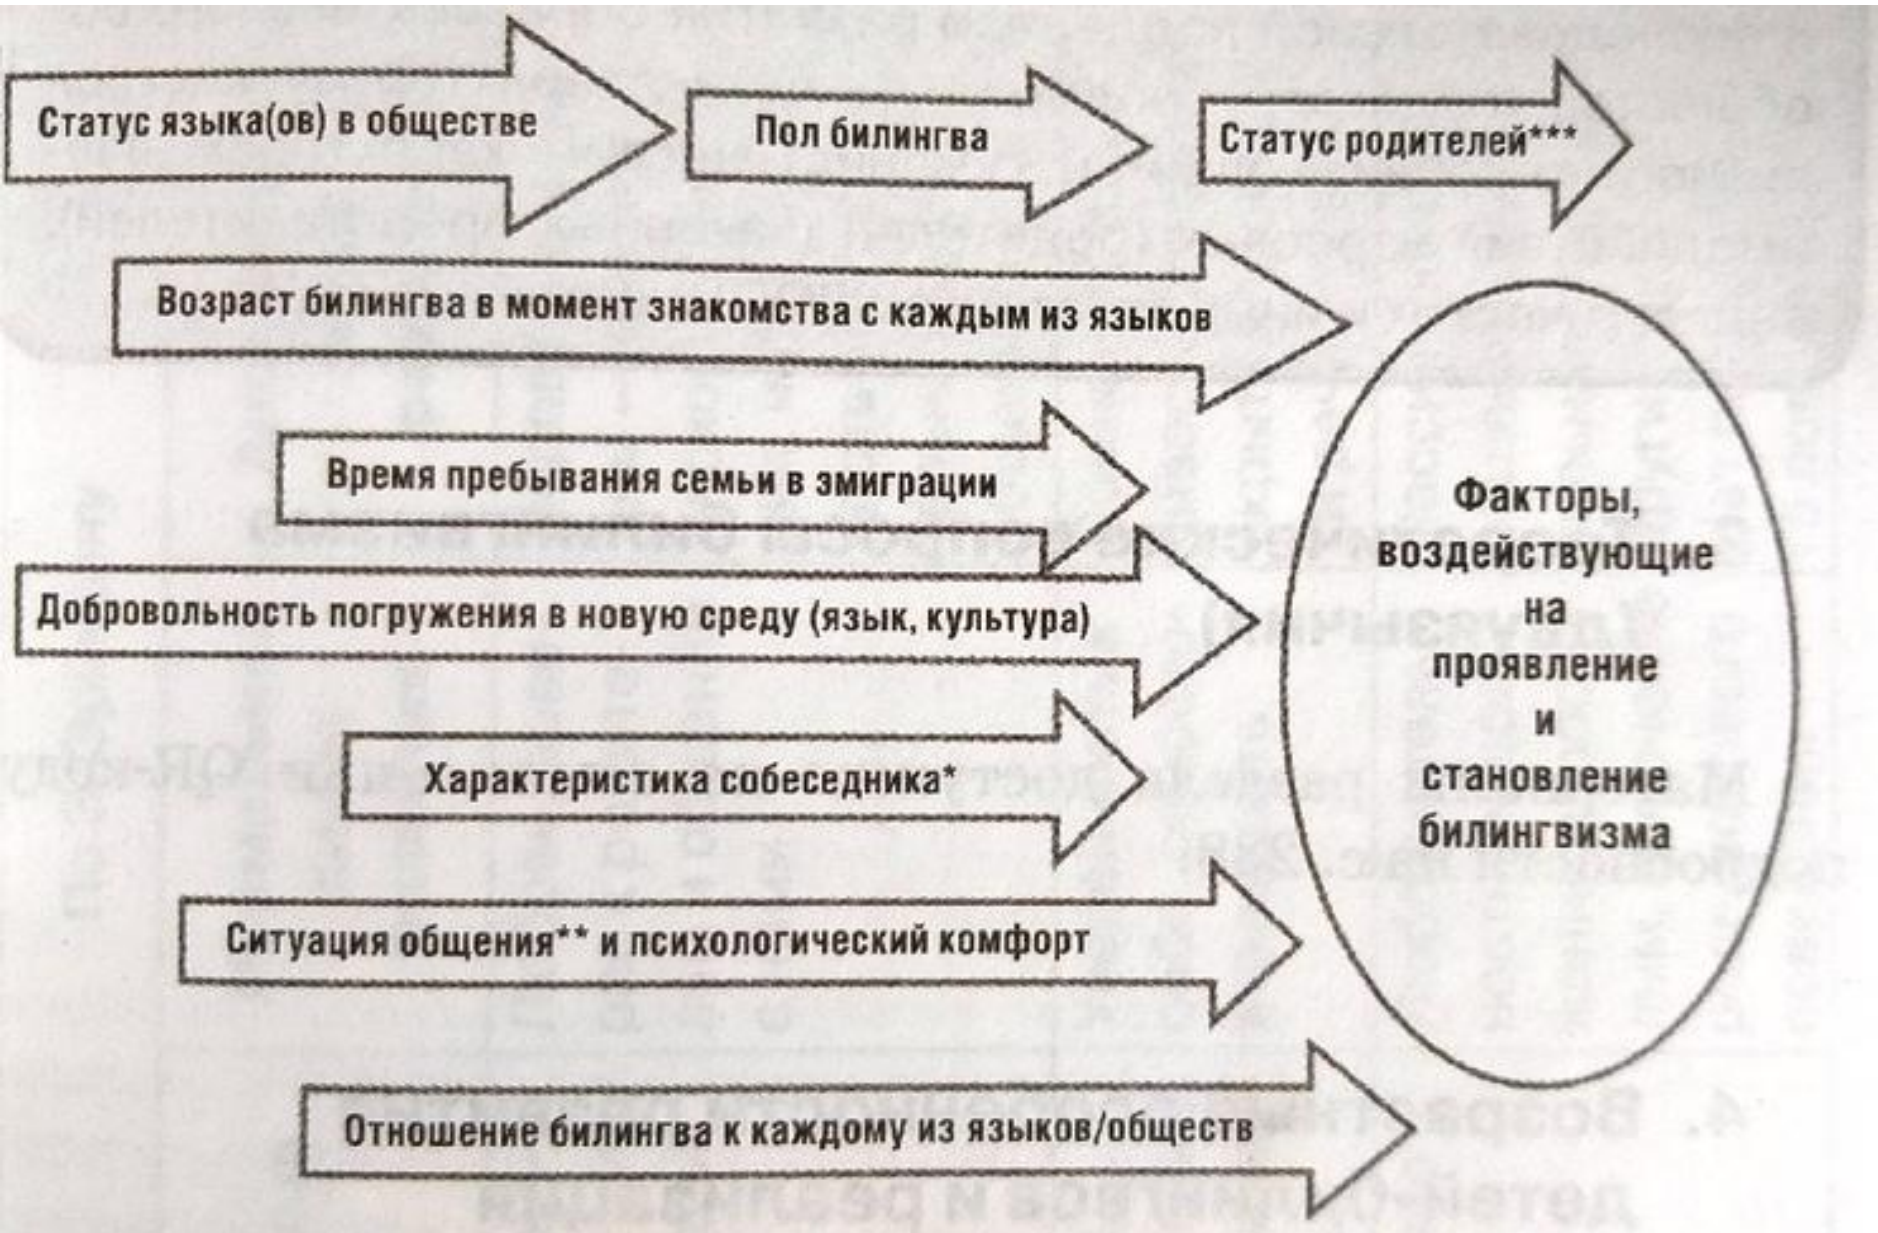 Статус языка(ов) в обществе
Пол билингва
Статус родителей***
Возраст билингва в момент знакомства с каждым из языков
Время пребывания семьи в эмиграции
Добровольность погружения в новую среду (язык, культура)
Характеристика собеседника*
Ситуация общения** и психологический комфорт
Отношение билингва к каждому из языков/обществ
Факторы,
воздействующие
на
проявление
и
становление
билингвизма